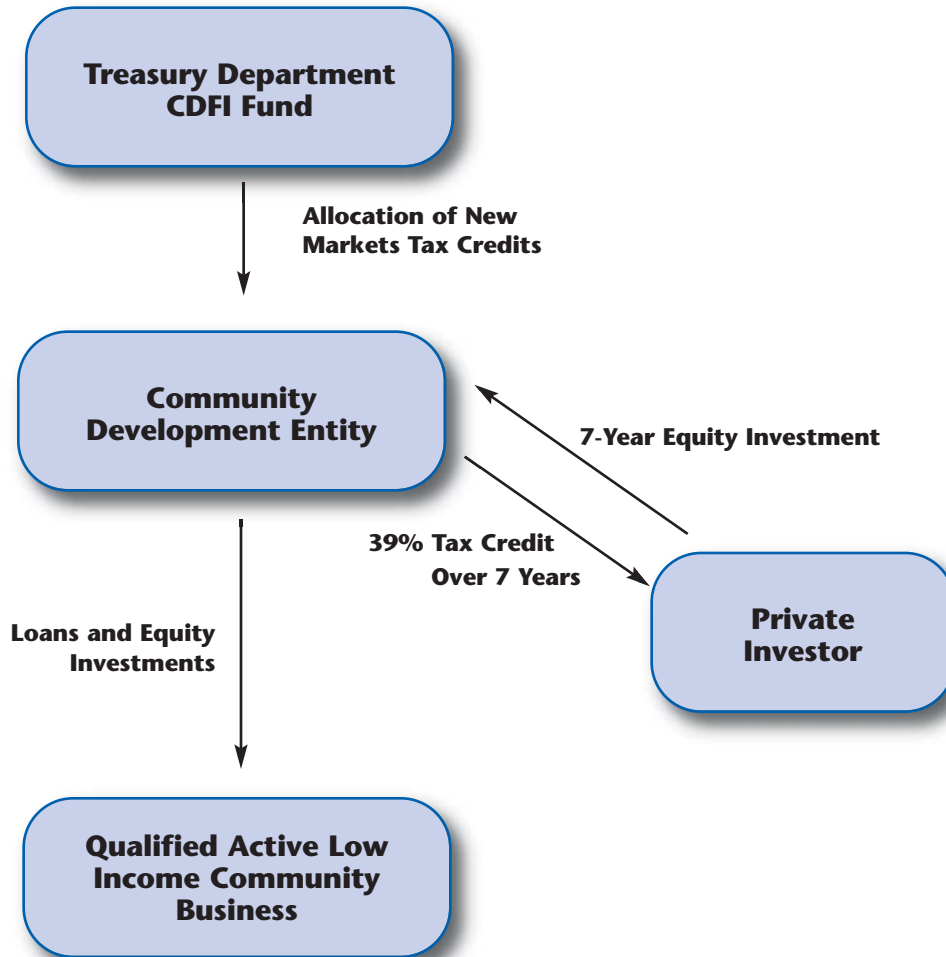 Treasury Department
CDFI Fund
Allocation of New
Markets Tax Credits
Community
Development Entity
7-Year Equity Investment
39% Tax Credit
Over 7 Years
Private
Investor
Loans and Equity
Investments
Qualified Active Low
Income Community
Business